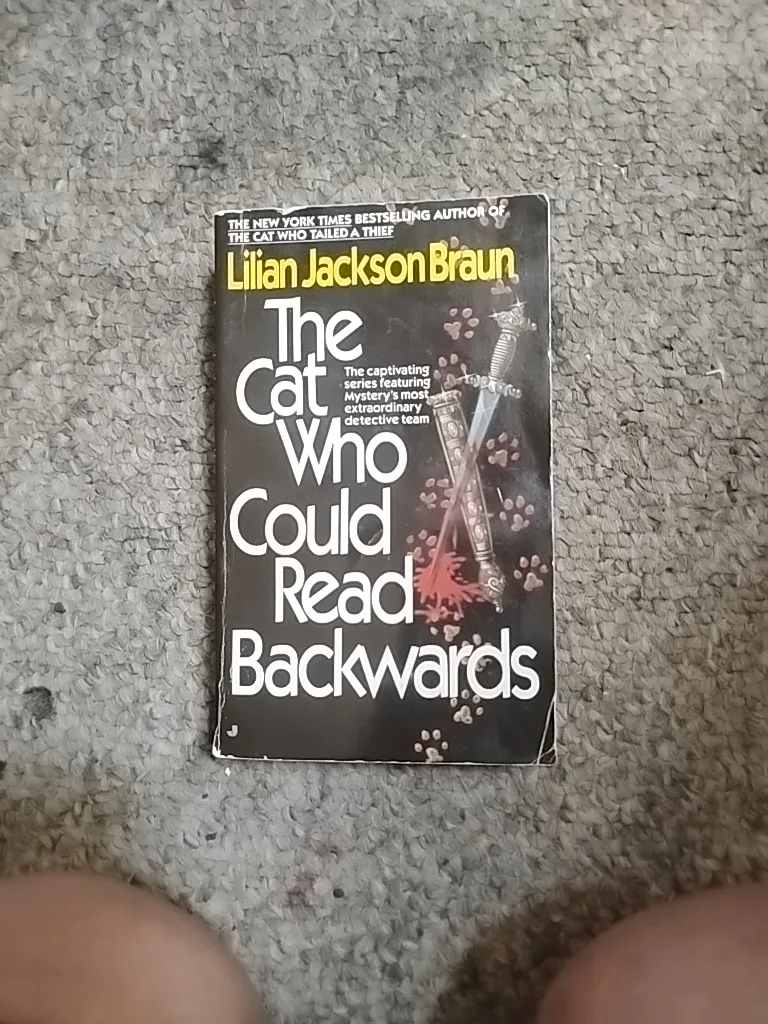 THE NEW YORK TIMES BESTSELLING AUTHOR OF
THE CAT WHO TAILED A THIEF
Lilian Jackson Braun
The
Cat
Who
Could
Read
Backwards
The captivating
series featuring
Mystery's most
extraordinary
detective team
J